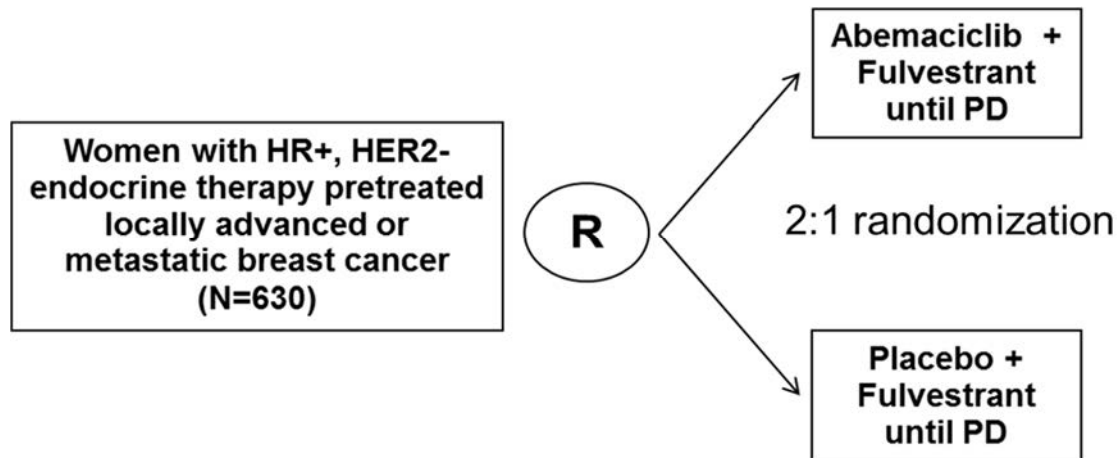 Women with HR+, HER2-
endocrine therapy pretreated
locally advanced or
metastatic breast cancer
(N=630)
R
Abemaciclib +
Fulvestrant
until PD
2:1 randomization
Placebo +
Fulvestrant
until PD